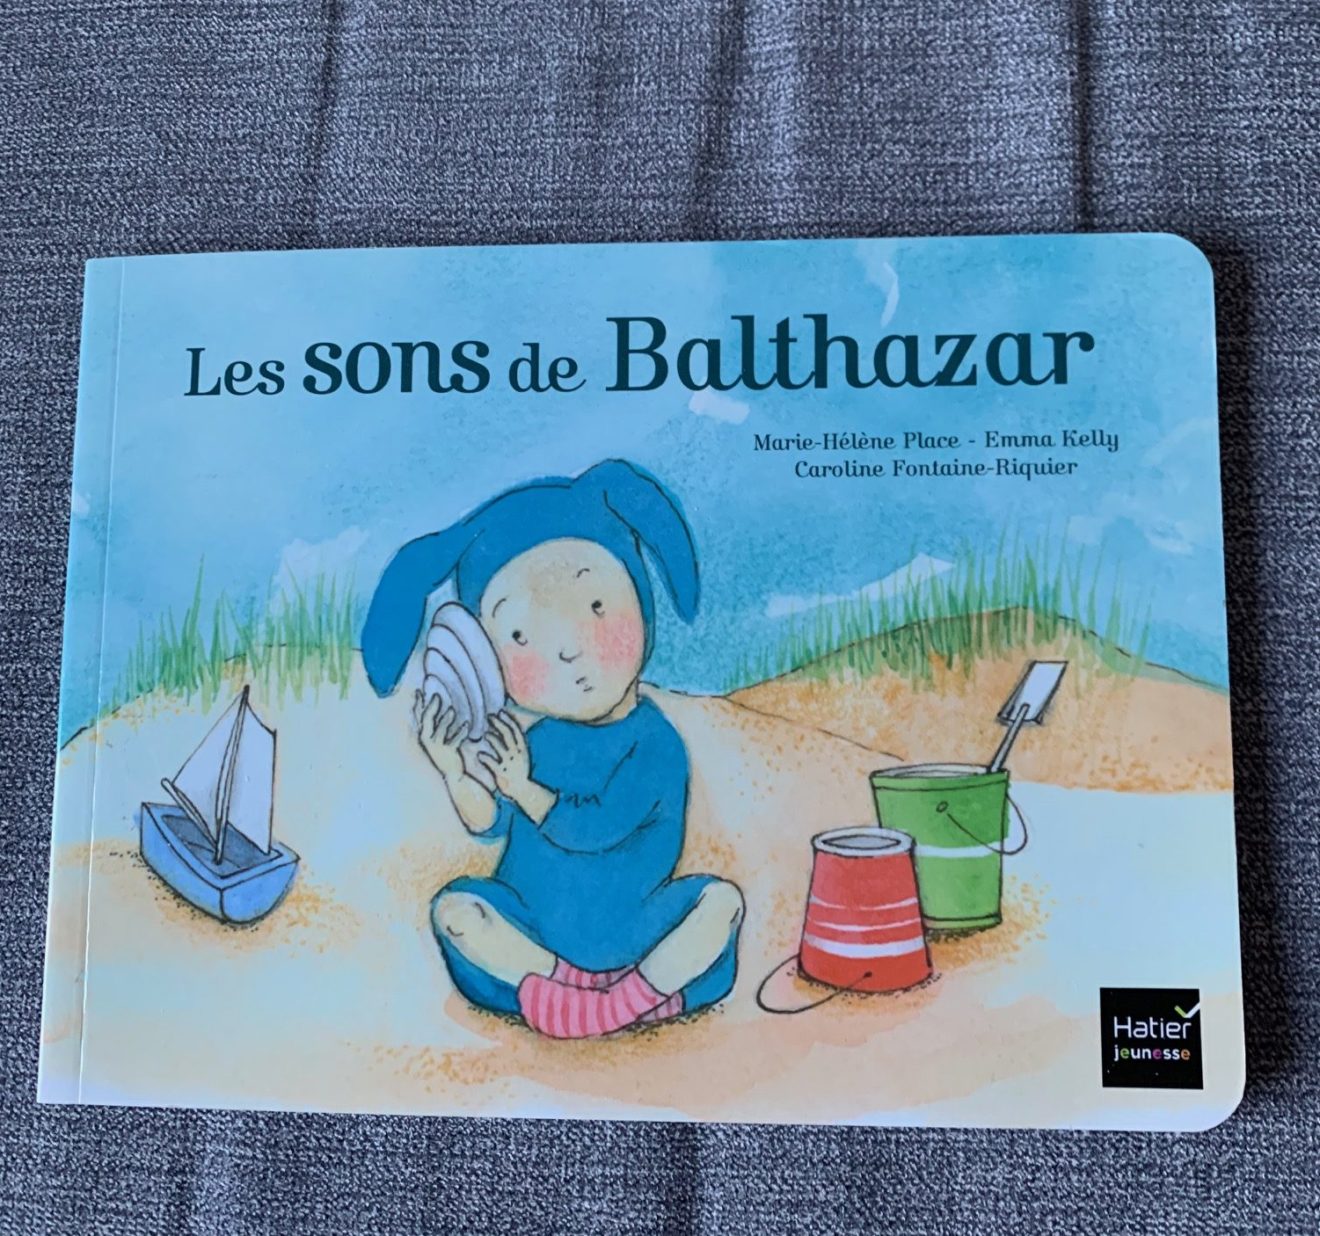 Les sons de Balthazar
Marie-Hélène Place - Emma Kelly
Caroline Fontaine-Riquier
Hatier
jeunesse